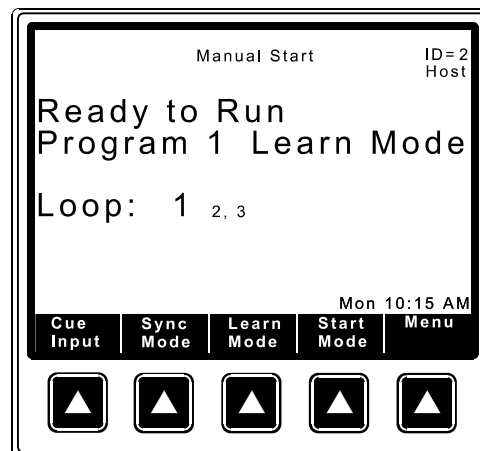 Manual Start
ID=2
Host
Ready to Run
Program 1 Learn Mode
Loop: 1 2, 3
Mon 10:15 AM
Cue Input
Sync Mode
Learn Mode
Start Mode
Menu